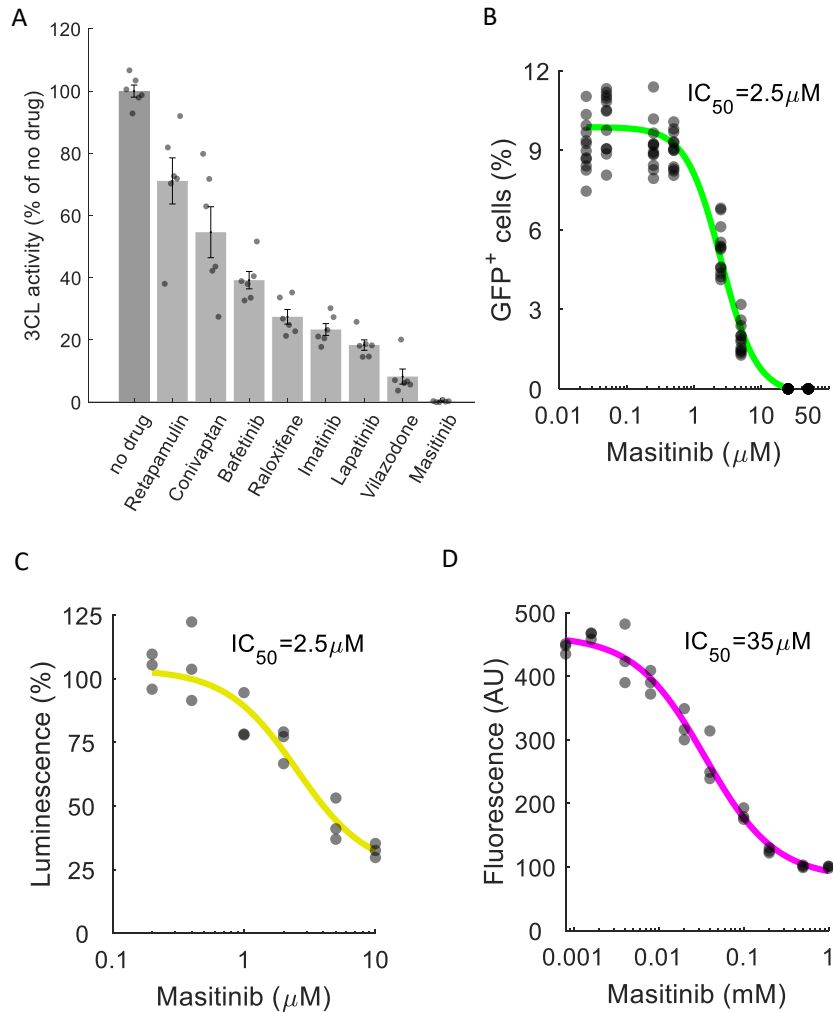 A
3CL activity (% of no drug)
120
100
80
60
40
20
0
no drug
Retapamulin
Conivaptan
Bafetinib
Raloxifene
Imatinib
Lapatinib
Vilazodone
Masitinib
B
GFP+ cells (%)
12
9
6
3
0
IC50=2.5μM
0.01 0.1 1 10 50
Masitinib (μM)
C
Luminescence (%)
125
100
75
50
25
0
IC50=2.5μM
0.1 1 10
Masitinib (μM)
D
Fluorescence (AU)
500
400
300
200
100
0
IC50=35μM
0.001 0.01 0.1 1
Masitinib (mM)